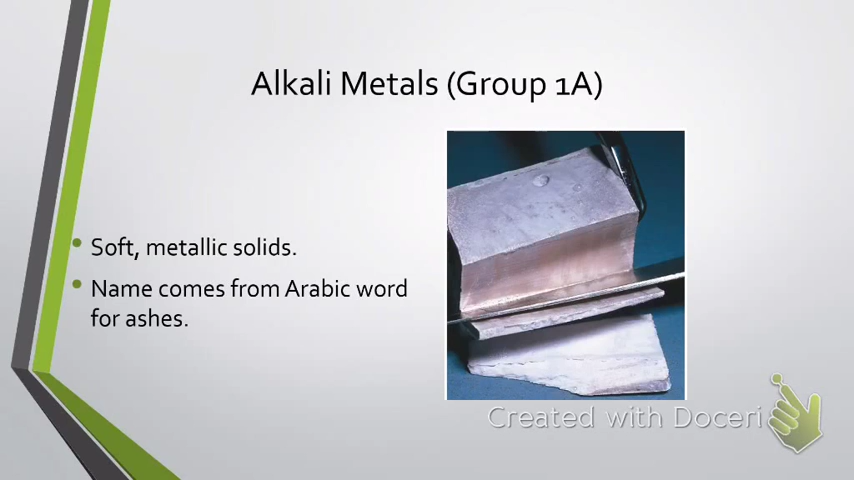 Alkali Metals (Group 1A)
• Soft, metallic solids.
• Name comes from Arabic word
for ashes.
Created with Doceri